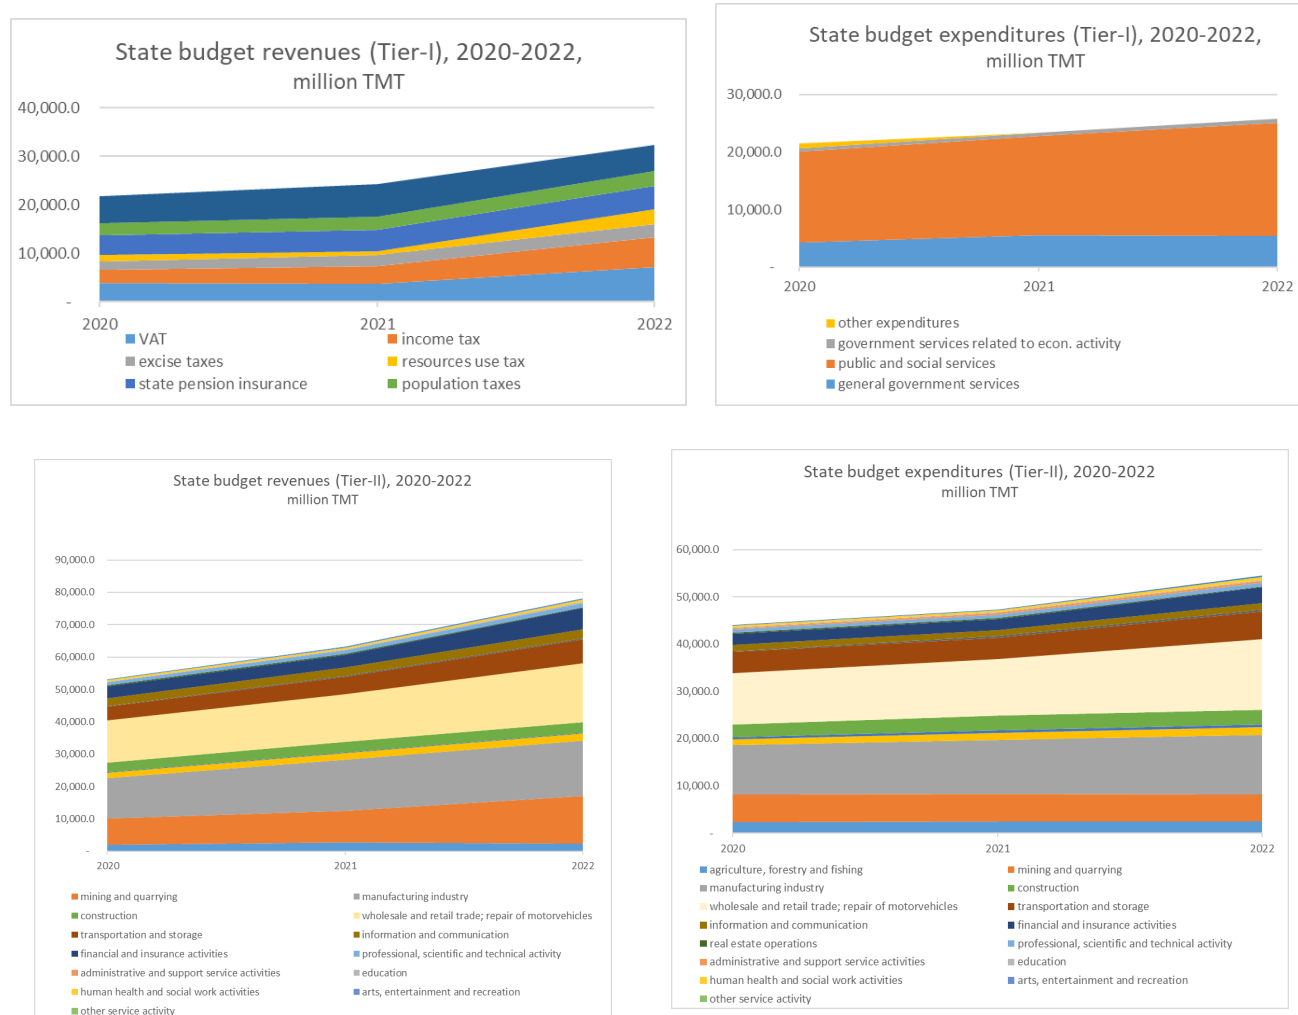 State budget revenues (Tier-I), 2020-2022,
million TMT
40,000.0
30,000.0
20,000.0
10,000.0
-
2020 2021 2022
VAT income tax
excise taxes resources use tax
state pension insurance population taxes
State budget expenditures (Tier-I), 2020-2022,
million TMT
30,000.0
20,000.0
10,000.0
-
2020 2021 2022
other expenditures
government services related to econ. activity
public and social services
general government services
State budget revenues (Tier-II), 2020-2022
million TMT
90,000.0
80,000.0
70,000.0
60,000.0
50,000.0
40,000.0
30,000.0
20,000.0
10,000.0
-
2020 2021 2022
mining and quarrying manufacturing industry
construction wholesale and retail trade; repair of motorvehicles
transportation and storage information and communication
financial and insurance activities professional, scientific and technical activity
administrative and support service activities education
human health and social work activities arts, entertainment and recreation
other service activity
State budget expenditures (Tier-II), 2020-2022
million TMT
60,000.0
50,000.0
40,000.0
30,000.0
20,000.0
10,000.0
-
2020 2021 2022
agriculture, forestry and fishing mining and quarrying
manufacturing industry construction
wholesale and retail trade; repair of motorvehicles transportation and storage
information and communication financial and insurance activities
real estate operations professional, scientific and technical activity
administrative and support service activities education
human health and social work activities arts, entertainment and recreation
other service activity